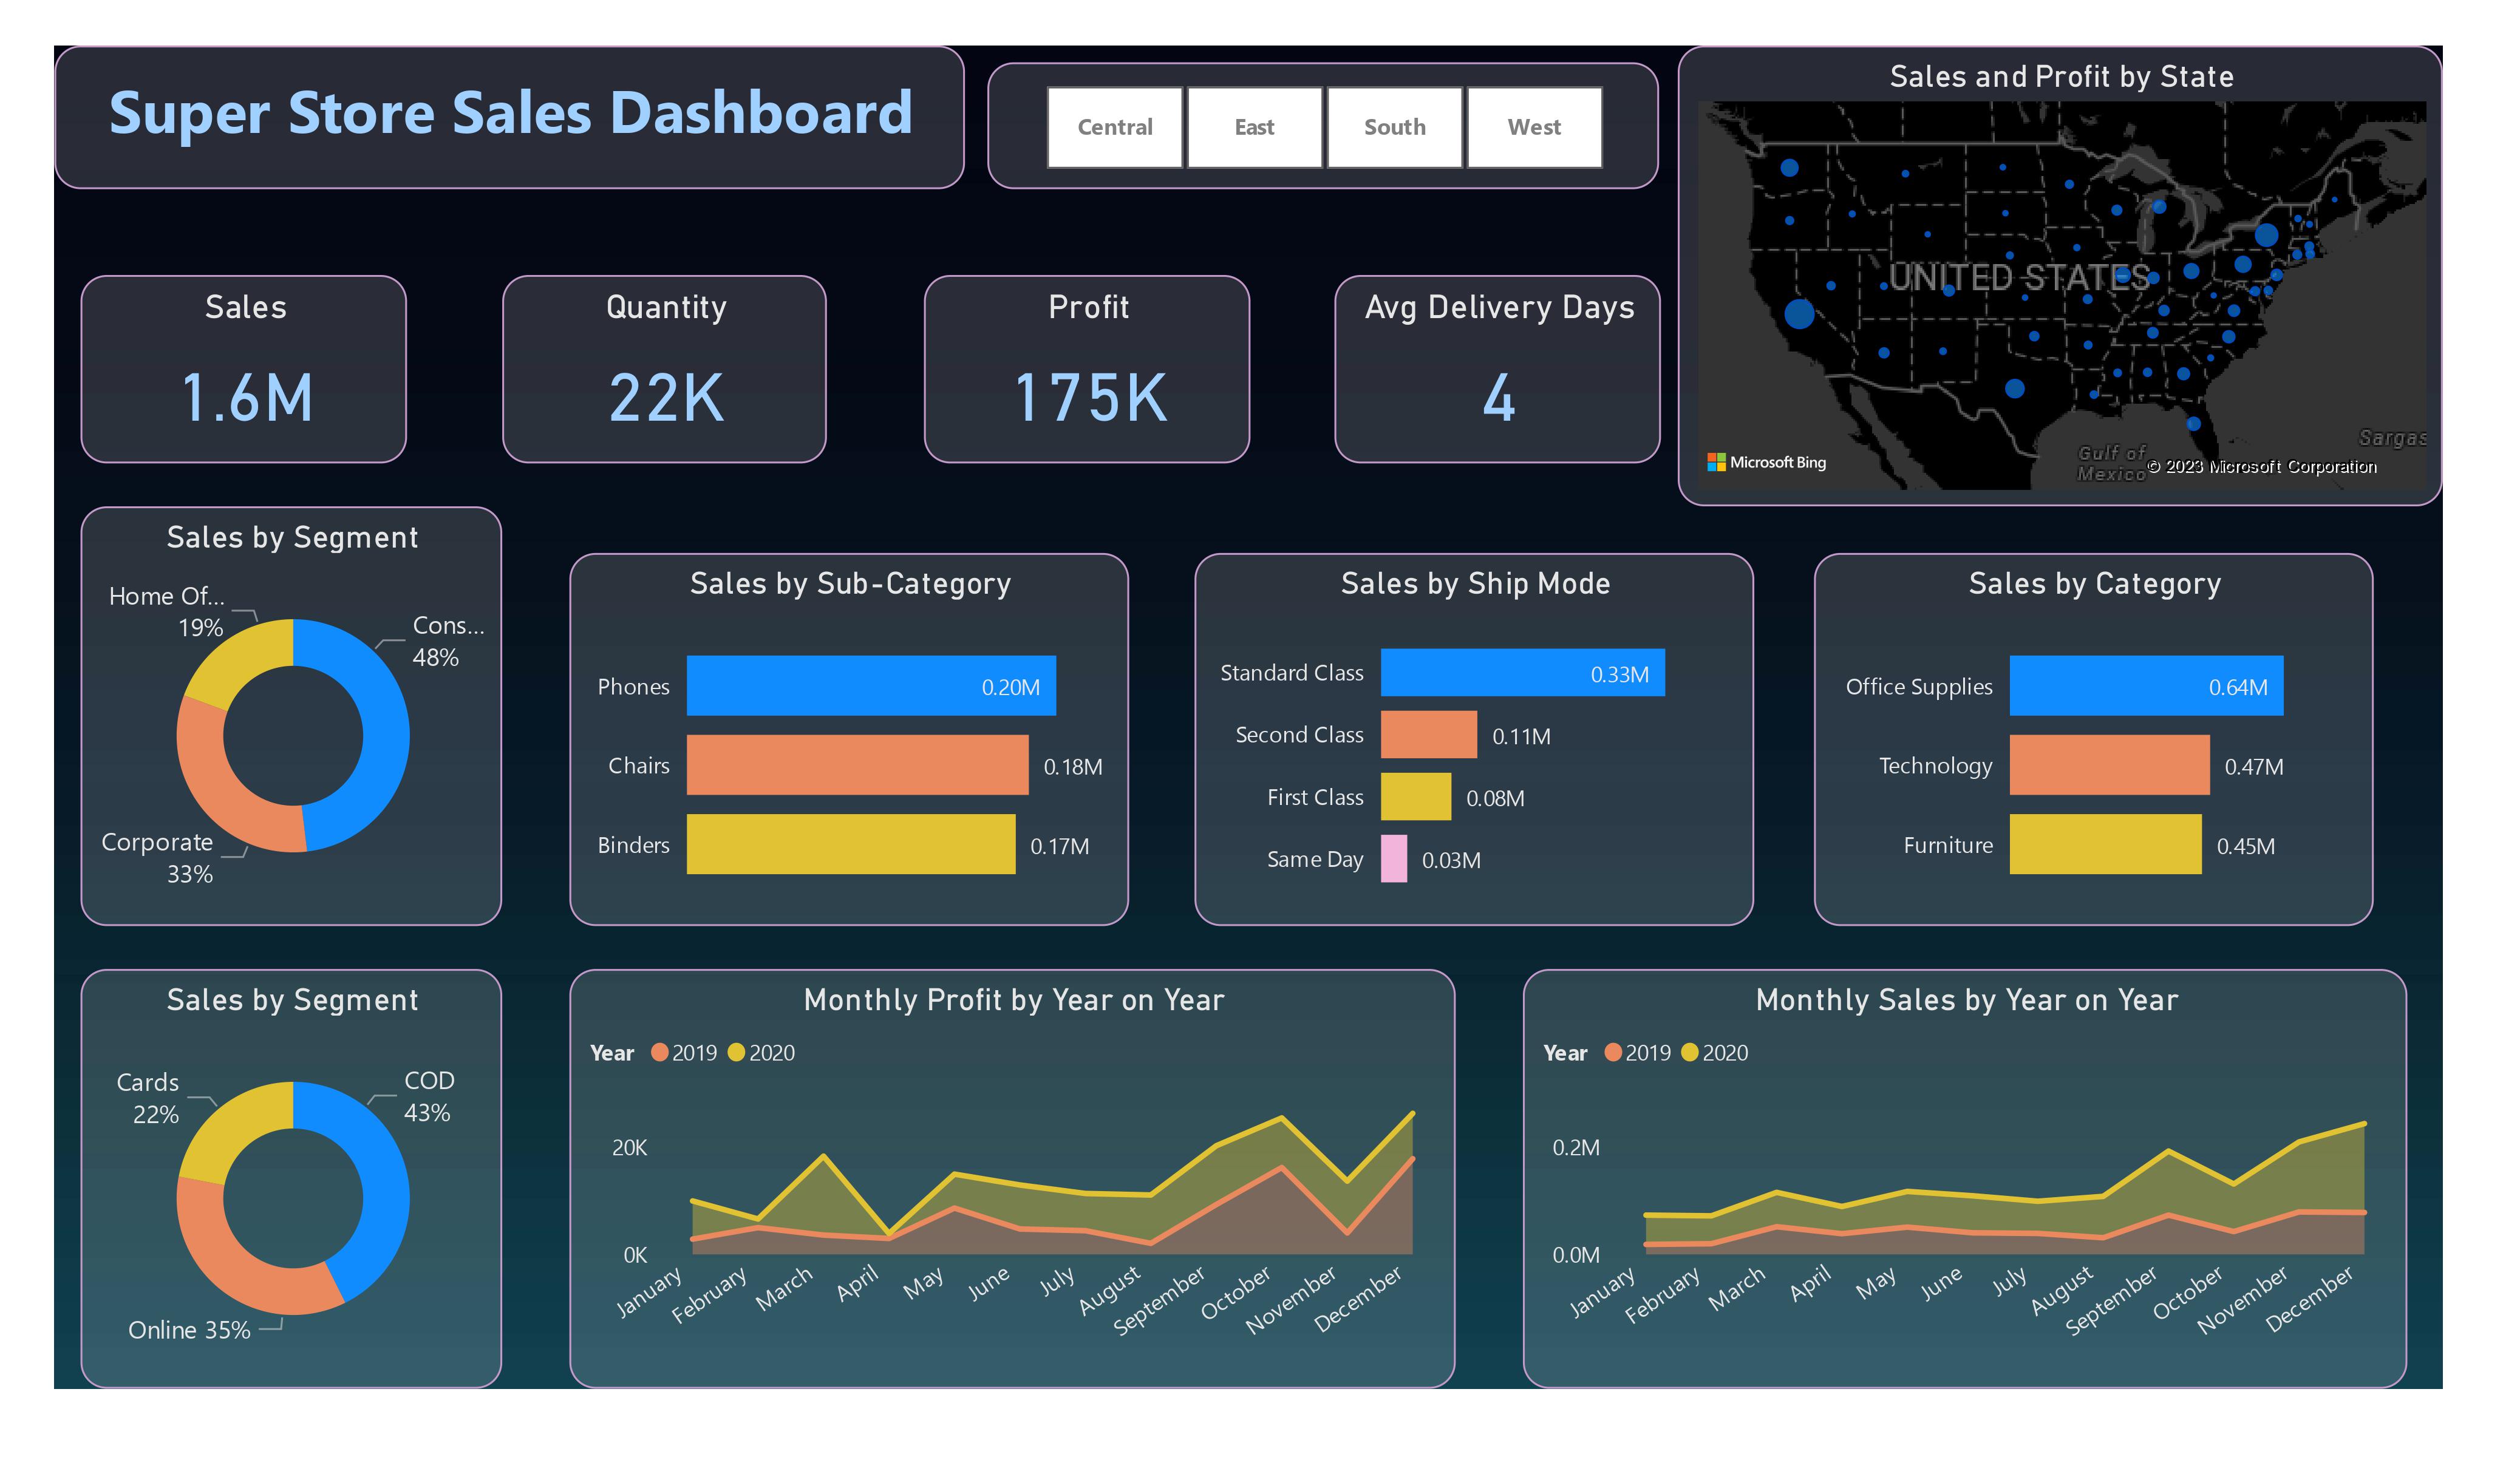 Super Store Sales Dashboard
Central
East
South
West
Sales and Profit by State
UNITED STATES
Gulf of
Mexico
Sargas
Microsoft Bing
© 2023 Microsoft Corporation
Sales
1.6M
Quantity
22K
Profit
175K
Avg Delivery Days
4
Sales by Segment
Home Of...
19%
Cons...
48%
Corporate
33%
Sales by Sub-Category
Phones
0.20M
Chairs
0.18M
Binders
0.17M
Sales by Ship Mode
Standard Class
0.33M
Second Class
0.11M
First Class
0.08M
Same Day
0.03M
Sales by Category
Office Supplies
0.64M
Technology
0.47M
Furniture
0.45M
Sales by Segment
Cards
22%
COD
43%
Online 35%
Monthly Profit by Year on Year
Year 2019 2020
20K
0K
January
February
March
April
May
June
July
August
September
October
November
December
Monthly Sales by Year on Year
Year 2019 2020
0.2M
0.0M
January
February
March
April
May
June
July
August
September
October
November
December